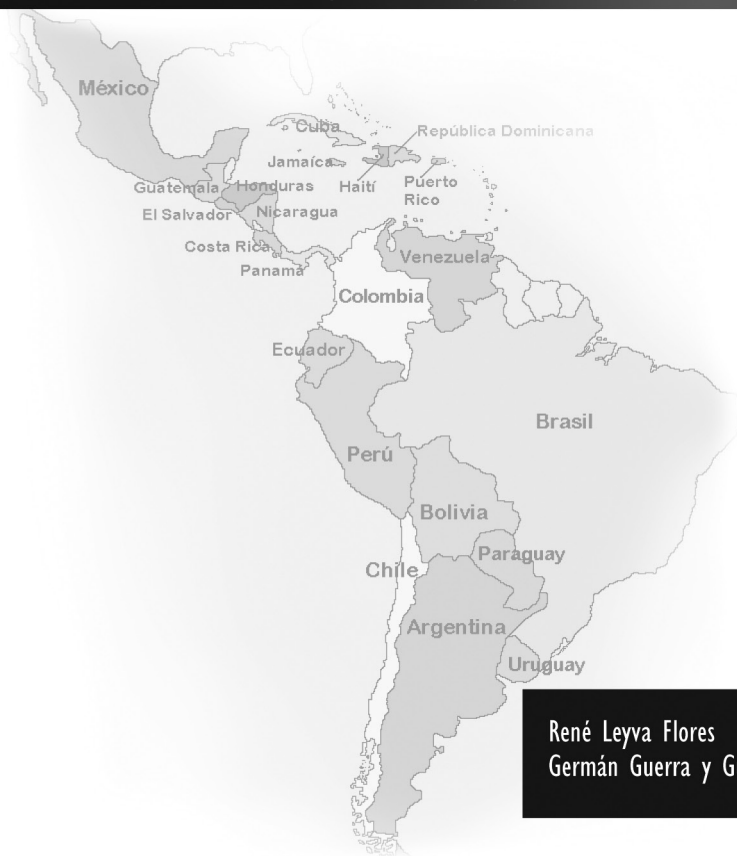 México
Cuba
República Dominicana
Jamaíca
Haití
Puerto
Rico
Guatemala
Honduras
El Salvador
Nicaragua
Costa Rica
Panamá
Venezuela
Colombia
Ecuador
Brasil
Perú
Bolivia
Paraguay
Chile
Argentina
Uruguay
René Leyva Flores
Germán Guerra y G